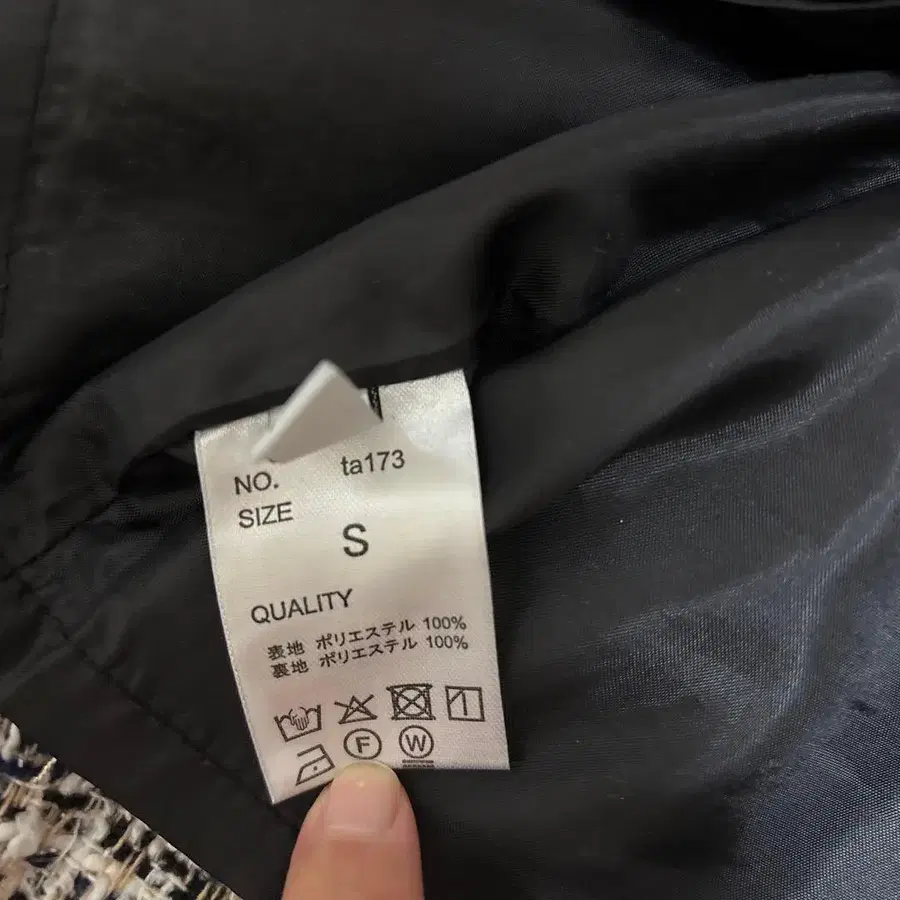 NO. ta173
SIZE
S
QUALITY
表地 ポリエステル 100%
裏地 ポリエステル 100%
F W